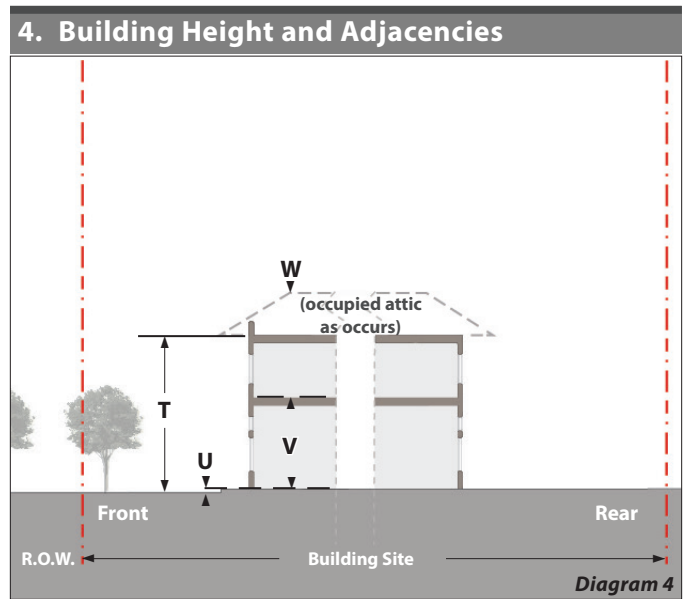 4. Building Height and Adjacencies
W
(occupied attic
as occurs)
T
V
U
Front
Rear
R.O.W.
Building Site
Diagram 4